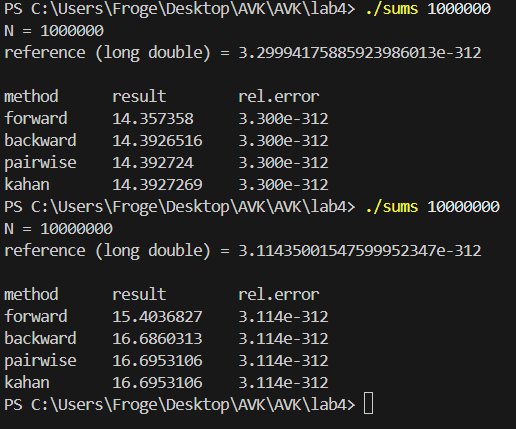 PS C:\Users\Froge\Desktop\AVK\AVK\lab4> ./sums 1000000
N = 1000000
reference (long double) = 3.29994175885923986013e-312
method result rel.error
forward 14.357358 3.300e-312
backward 14.3926516 3.300e-312
pairwise 14.392724 3.300e-312
kahan 14.3927269 3.300e-312
PS C:\Users\Froge\Desktop\AVK\AVK\lab4> ./sums 10000000
N = 10000000
reference (long double) = 3.11435001547599952347e-312
method result rel.error
forward 15.4036827 3.114e-312
backward 16.6860313 3.114e-312
pairwise 16.6953106 3.114e-312
kahan 16.6953106 3.114e-312
PS C:\Users\Froge\Desktop\AVK\AVK\lab4>